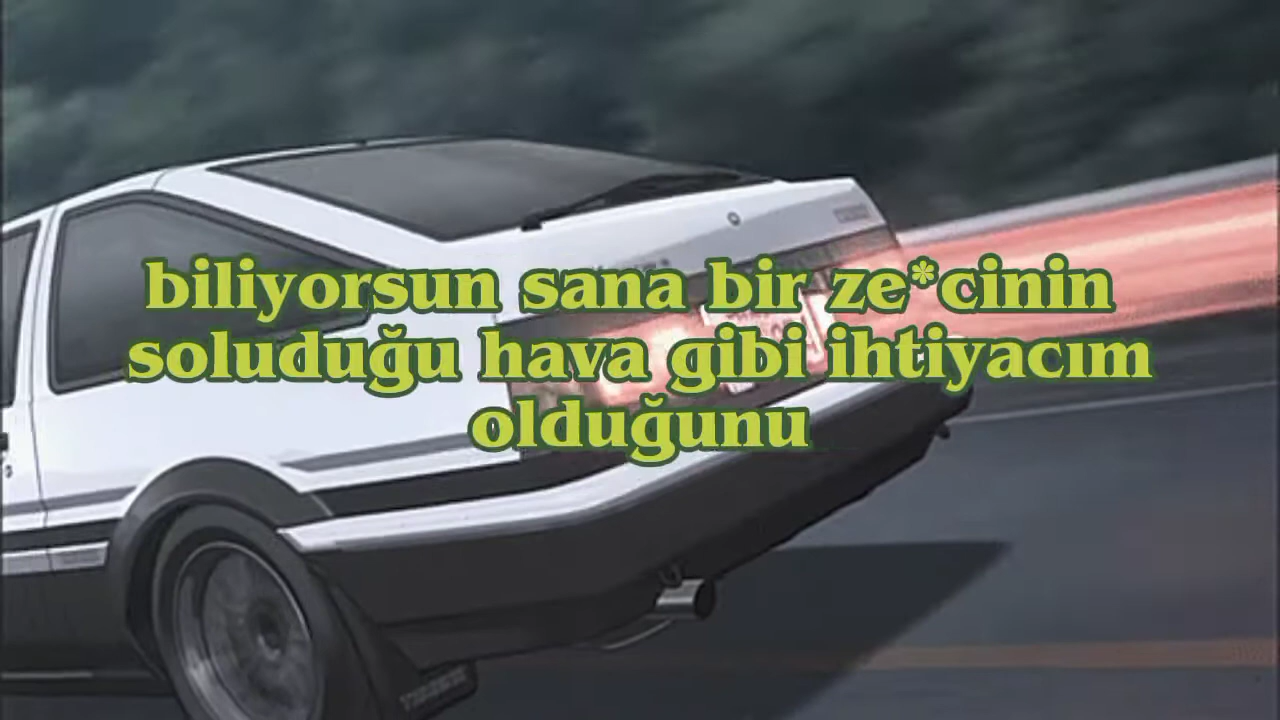 biliyorsun sana bir ze*cinin
soluduğu hava gibi ihtiyacım
olduğunu